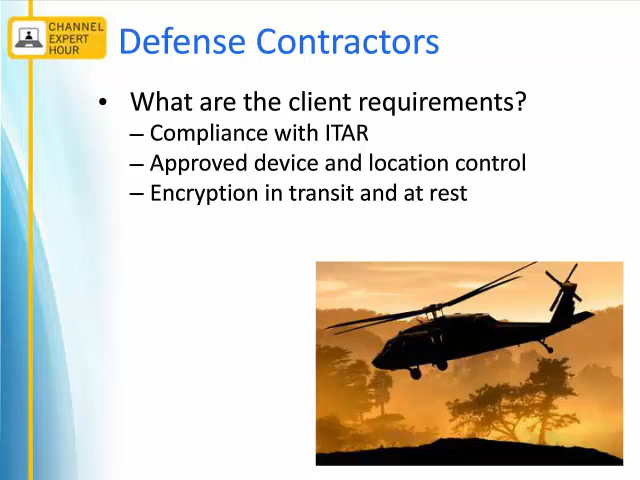 CHANNEL
EXPERT
HOUR
Defense Contractors
• What are the client requirements?
– Compliance with ITAR
– Approved device and location control
– Encryption in transit and at rest